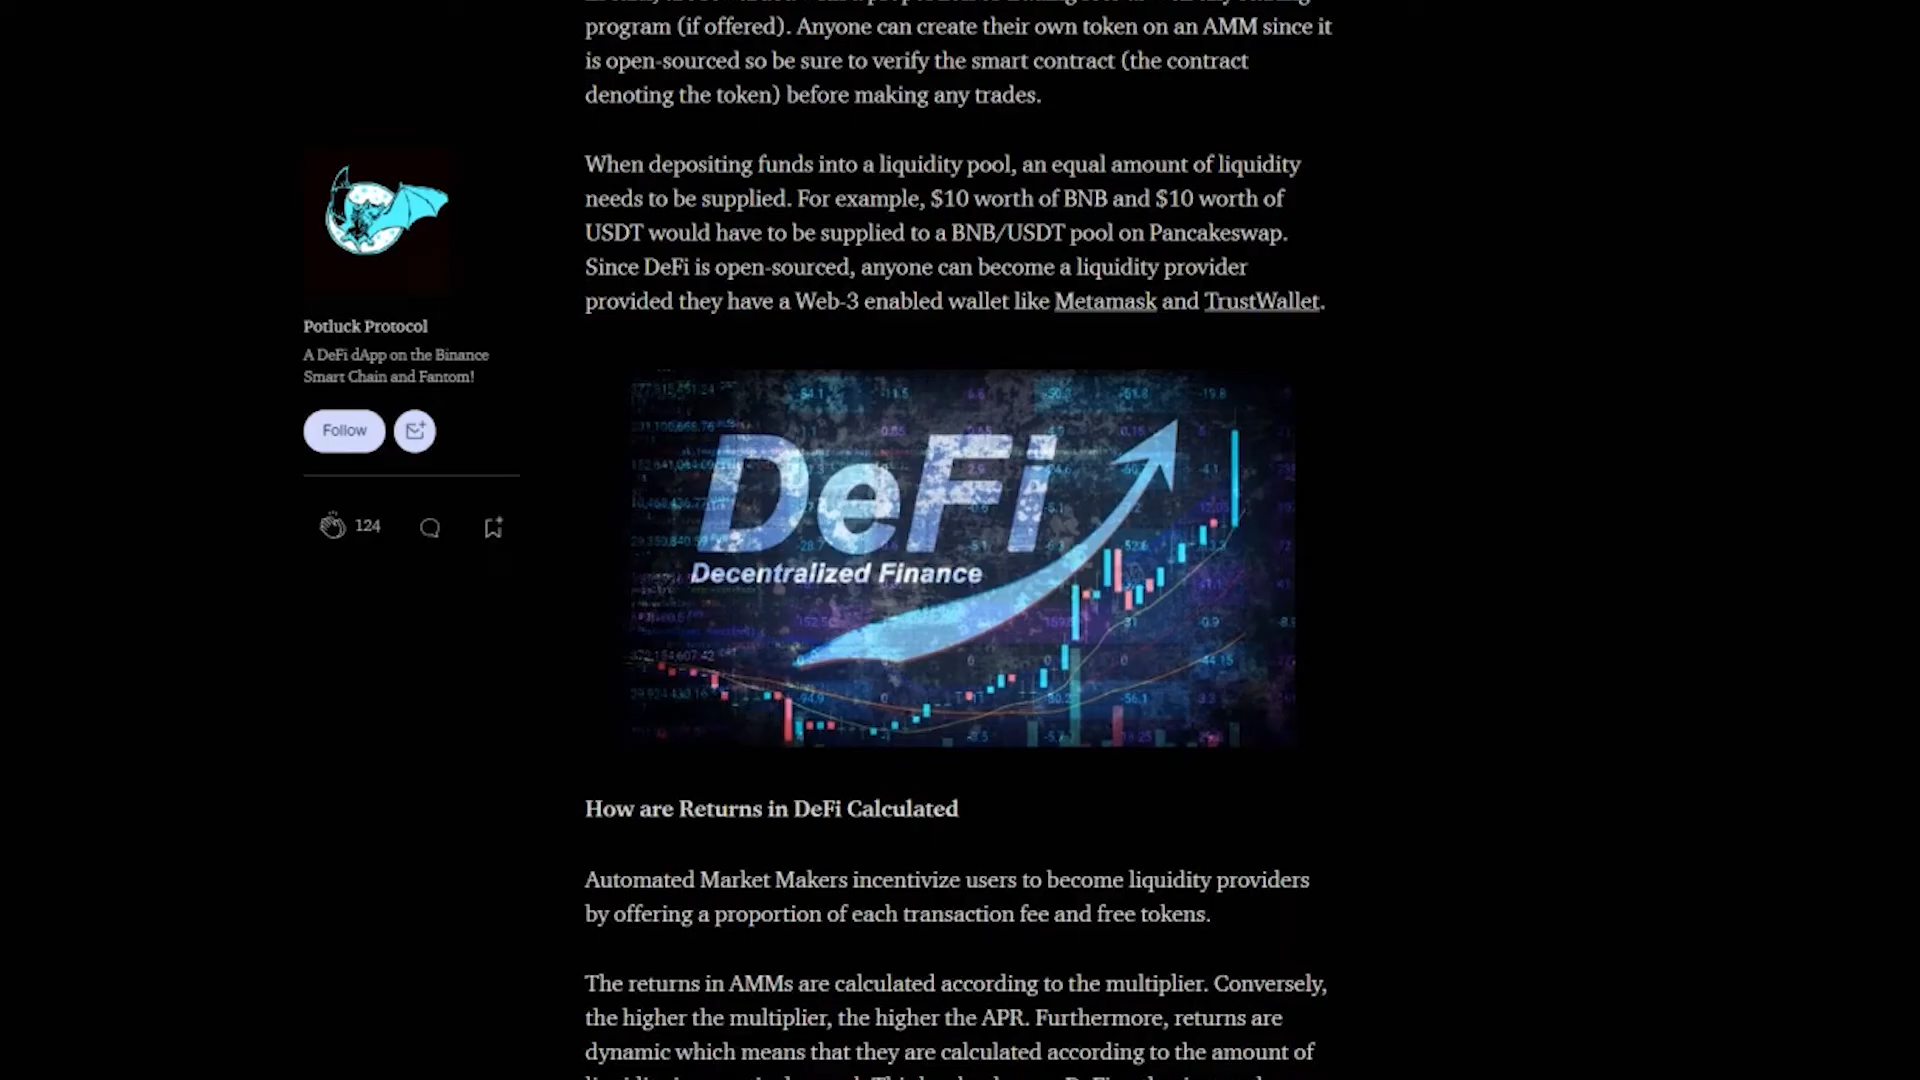 program (if offered). Anyone can create their own token on an AMM since it
is open-sourced so be sure to verify the smart contract (the contract
denoting the token) before making any trades.
When depositing funds into a liquidity pool, an equal amount of liquidity
needs to be supplied. For example, $10 worth of BNB and $10 worth of
USDT would have to be supplied to a BNB/USDT pool on Pancakeswap.
Since DeFi is open-sourced, anyone can become a liquidity provider
provided they have a Web-3 enabled wallet like Metamask and TrustWallet.
Potluck Protocol
A DeFi dApp on the Binance
Smart Chain and Fantom!
Follow
124
DeFi
Decentralized Finance
How are Returns in DeFi Calculated
Automated Market Makers incentivize users to become liquidity providers
by offering a proportion of each transaction fee and free tokens.
The returns in AMMs are calculated according to the multiplier. Conversely,
the higher the multiplier, the higher the APR. Furthermore, returns are
dynamic which means that they are calculated according to the amount of